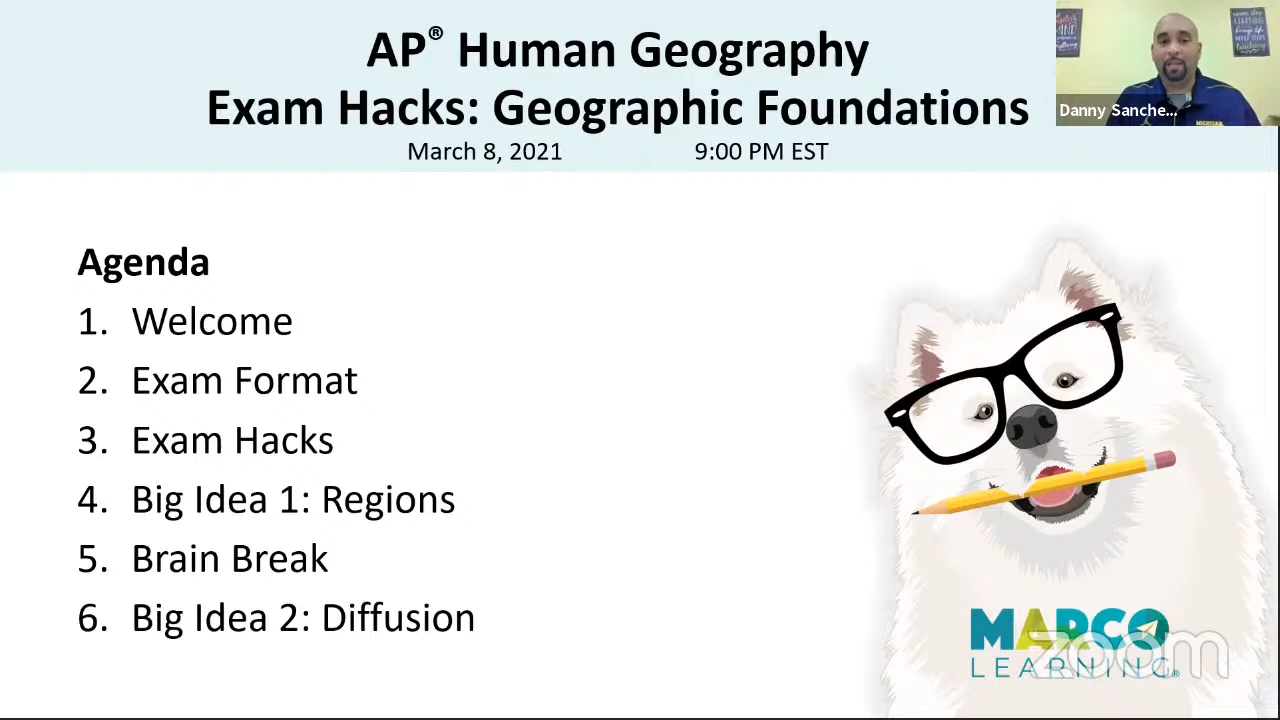 AP® Human Geography
Exam Hacks: Geographic Foundations
March 8, 2021 9:00 PM EST
Danny Sanche...
MICHIGAN
Agenda
1. Welcome
2. Exam Format
3. Exam Hacks
4. Big Idea 1: Regions
5. Brain Break
6. Big Idea 2: Diffusion
MARCO
LEARNING®
zoom